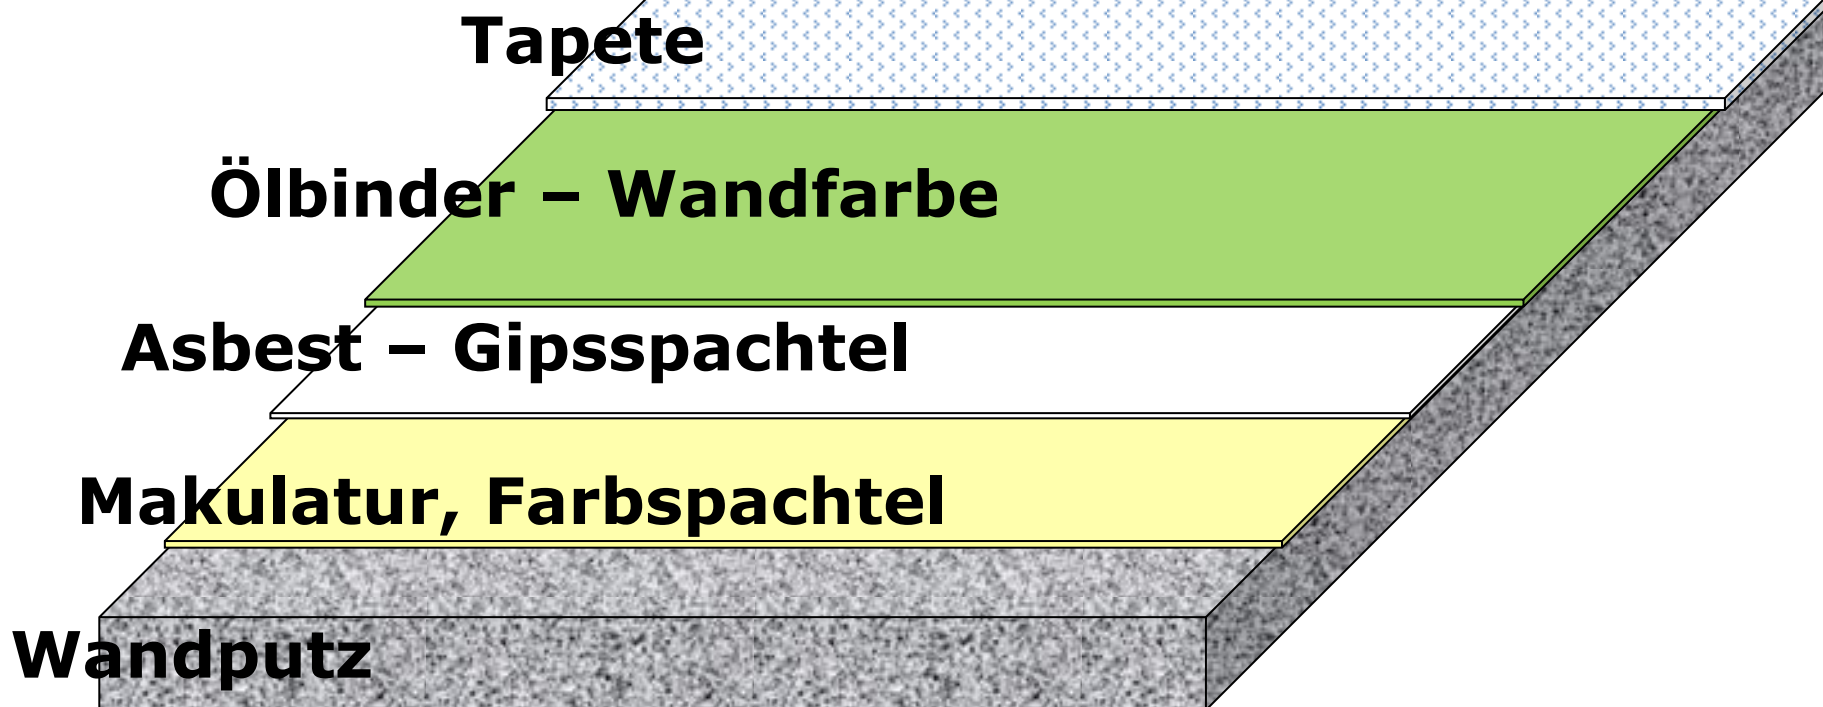 Tapete
Ölbinder – Wandfarbe
Asbest – Gipsspachtel
Makulatur, Farbspachtel
Wandputz